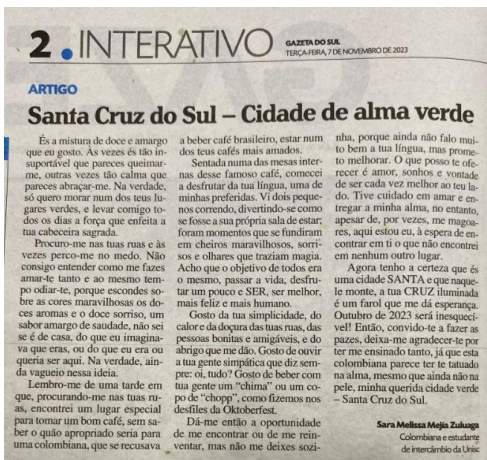 2. INTERATIVO
GAZETA DO SUL
TERÇA-FEIRA, 7 DE NOVEMBRO DE 2023
ARTIGO
Santa Cruz do Sul – Cidade de alma verde
És a mistura de doce e amargo
que eu gosto. Às vezes és tão in-
suportável que pareces queimar-
me, outras vezes tão calma que
pareces abraçar-me. Na verdade,
só quero morar num dos teus lu-
gares verdes, e levar comigo to-
dos os dias a força que enfeita a
tua cabeceira sagrada.
Procuro-me nas tuas ruas e às
vezes perco-me no medo. Não
consigo entender como me fazes
amar-te tanto e ao mesmo tempo
odiar-te, porque escondes so-
bre as cores maravilhosas os do-
ces aromas e o doce sorriso, um
sabor amargo de saudade, não sei
se é de casa, do que eu imagina-
va que eras, ou do que eu era ou
queria ser aqui. Na verdade, ain-
da vagueio nessa ideia.
Lembro-me de uma tarde em
que, procurando-me nas tuas ru-
as, encontrei um lugar especial
para tomar um bom café, sem sa-
ber o quão apropriado seria para
uma colombiana, que se recusava
a beber café brasileiro, estar num
dos teus cafés mais amados.
Sentada numa das mesas inter-
nas desse famoso café, comecei
a desfrutar da tua língua, uma de
minhas preferidas. Vi dois peque-
nos correndo, divertindo-se como
se fosse a sua própria sala de estar;
foram momentos que se fundiram
em cheiros maravilhosos, sorri-
sos e olhares que traziam magia.
Acho que o objetivo de todos era
o mesmo, passar a vida, desfru-
tar um pouco e SER, ser melhor,
mais feliz e mais humano.
Gosto da tua simplicidade, do
calor e da doçura das tuas ruas, das
pessoas bonitas e amigáveis, e do
abrigo que me dão. Gosto de ouvir
a tua gente simpática que diz sem-
pre: oi, tudo? Gosto de beber com
tua gente um "chima" ou um co-
po de "chopp", como fizemos nos
desfiles da Oktoberfest.
Dá-me então a oportunidade
de me encontrar ou de me rein-
ventar, mas não me deixes sozi-
nha, porque ainda não falo mui-
to bem a tua língua, mas prome-
to melhorar. O que posso te ofe-
recer é amor, sonhos e vontade
de ser cada vez melhor ao teu la-
do. Tive cuidado em amar e en-
tregar a minha alma, no entanto,
apesar de, por vezes, me magoa-
res, aqui estou eu, à espera de en-
contrar em ti o que não encontrei
em nenhum outro lugar.
Agora tenho a certeza que és
uma cidade SANTA e que naque-
le monte, a tua CRUZ iluminada
é um farol que me dá esperança.
Outubro de 2023 será inesquecí-
vel! Então, convido-te a fazer as
pazes, deixa-me agradecer-te por
ter me ensinado tanto, já que esta
colombiana parece ter te tatuado
na alma, mesmo que ainda não na
pele, minha querida cidade verde
– Santa Cruz do Sul.
Sara Melissa Mejía Zuluaga
Colombiana e estudante
de intercâmbio da Unisc